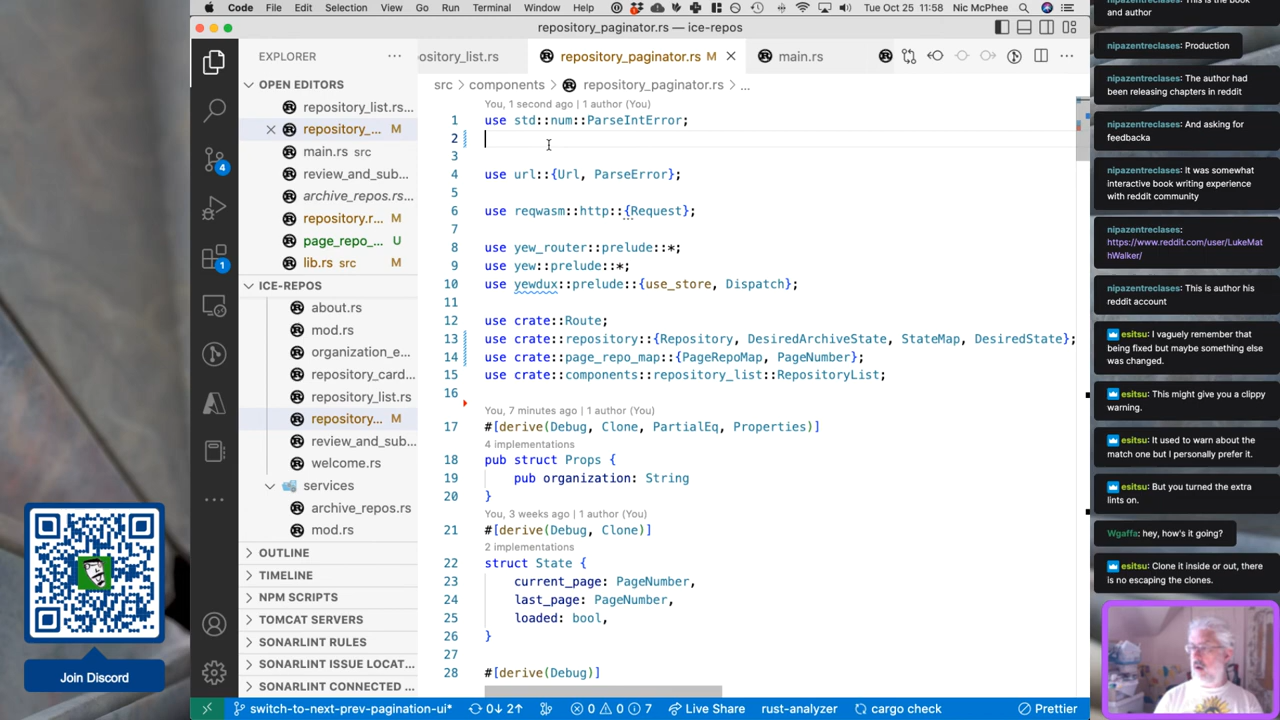 Code File Edit Selection View Go Run Terminal Window Help Tue Oct 25 11:58 Nic McPhee
repository_paginator.rs — ice-repos
EXPLORER
OPEN EDITORS
repository_list.rs...
repository_... M
main.rs src
review_and_sub...
archive_repos.rs...
repository.r... M
page_repo_... U
lib.rs src M
ICE-REPOS
about.rs
mod.rs
organization_e...
repository_card...
repository_list.rs
repository... M
review_and_sub...
welcome.rs
services
archive_repos.rs
mod.rs
OUTLINE
TIMELINE
NPM SCRIPTS
TOMCAT SERVERS
SONARLINT RULES
SONARLINT ISSUE LOCAT...
SONARLINT CONNECTED ...
4
1
ository_list.rs repository_paginator.rs M main.rs
src > components > repository_paginator.rs > ...
You, 1 second ago | 1 author (You)
1 use std::num::ParseIntError;
2
3
4 use url::{Url, ParseError};
5
6 use reqwasm::http::{Request};
7
8 use yew_router::prelude::*;
9 use yew::prelude::*;
10 use yewdux::prelude::{use_store, Dispatch};
11
12 use crate::Route;
13 use crate::repository::{Repository, DesiredArchiveState, StateMap, DesiredState};
14 use crate::page_repo_map::{PageRepoMap, PageNumber};
15 use crate::components::repository_list::RepositoryList;
16
You, 7 minutes ago | 1 author (You)
17 #[derive(Debug, Clone, PartialEq, Properties)]
4 implementations
18 pub struct Props {
19 pub organization: String
20 }
You, 3 weeks ago | 1 author (You)
21 #[derive(Debug, Clone)]
2 implementations
22 struct State {
23 current_page: PageNumber,
24 last_page: PageNumber,
25 loaded: bool,
26 }
27
28 #[derive(Debug)]
switch-to-next-prev-pagination-ui* 0↓ 2↑ 0 0 7 Live Share rust-analyzer cargo check Prettier
Join Discord
nipazentreclases: This is the book
and author
nipazentreclases: Production
nipazentreclases: The author had
been releasing chapters in reddit
nipazentreclases: And asking for
feedbacka
nipazentreclases: It was somewhat
interactive book writing experience
with reddit community
nipazentreclases:
https://www.reddit.com/user/LukeMat
hWalker/
nipazentreclases: This is author his
reddit account
esitsu: I vaguely remember that
being fixed but maybe something else
was changed.
esitsu: This might give you a clippy
warning.
esitsu: It used to warn about the
match one but I personally prefer it.
esitsu: But you turned the extra
lints on.
Wgaffa: hey, how's it going?
esitsu: Clone it inside or out, there
is no escaping the clones.